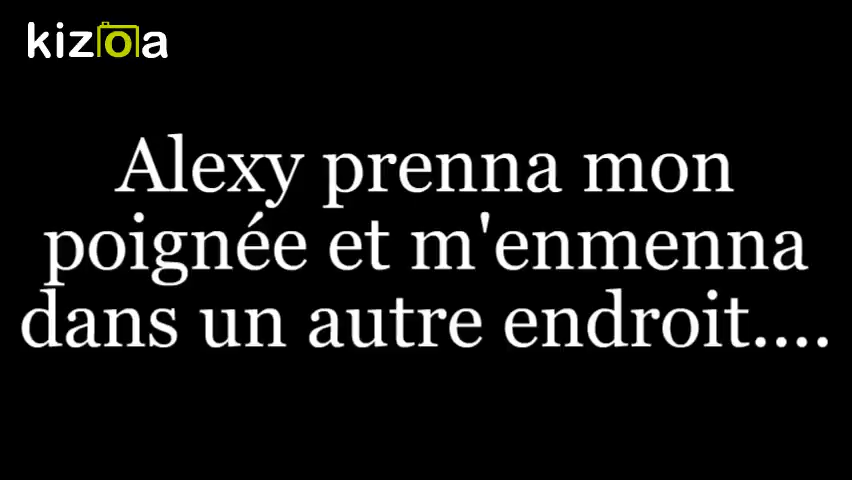 kizoa
Alexy prenna mon
poignée et m'enmenna
dans un autre endroit....